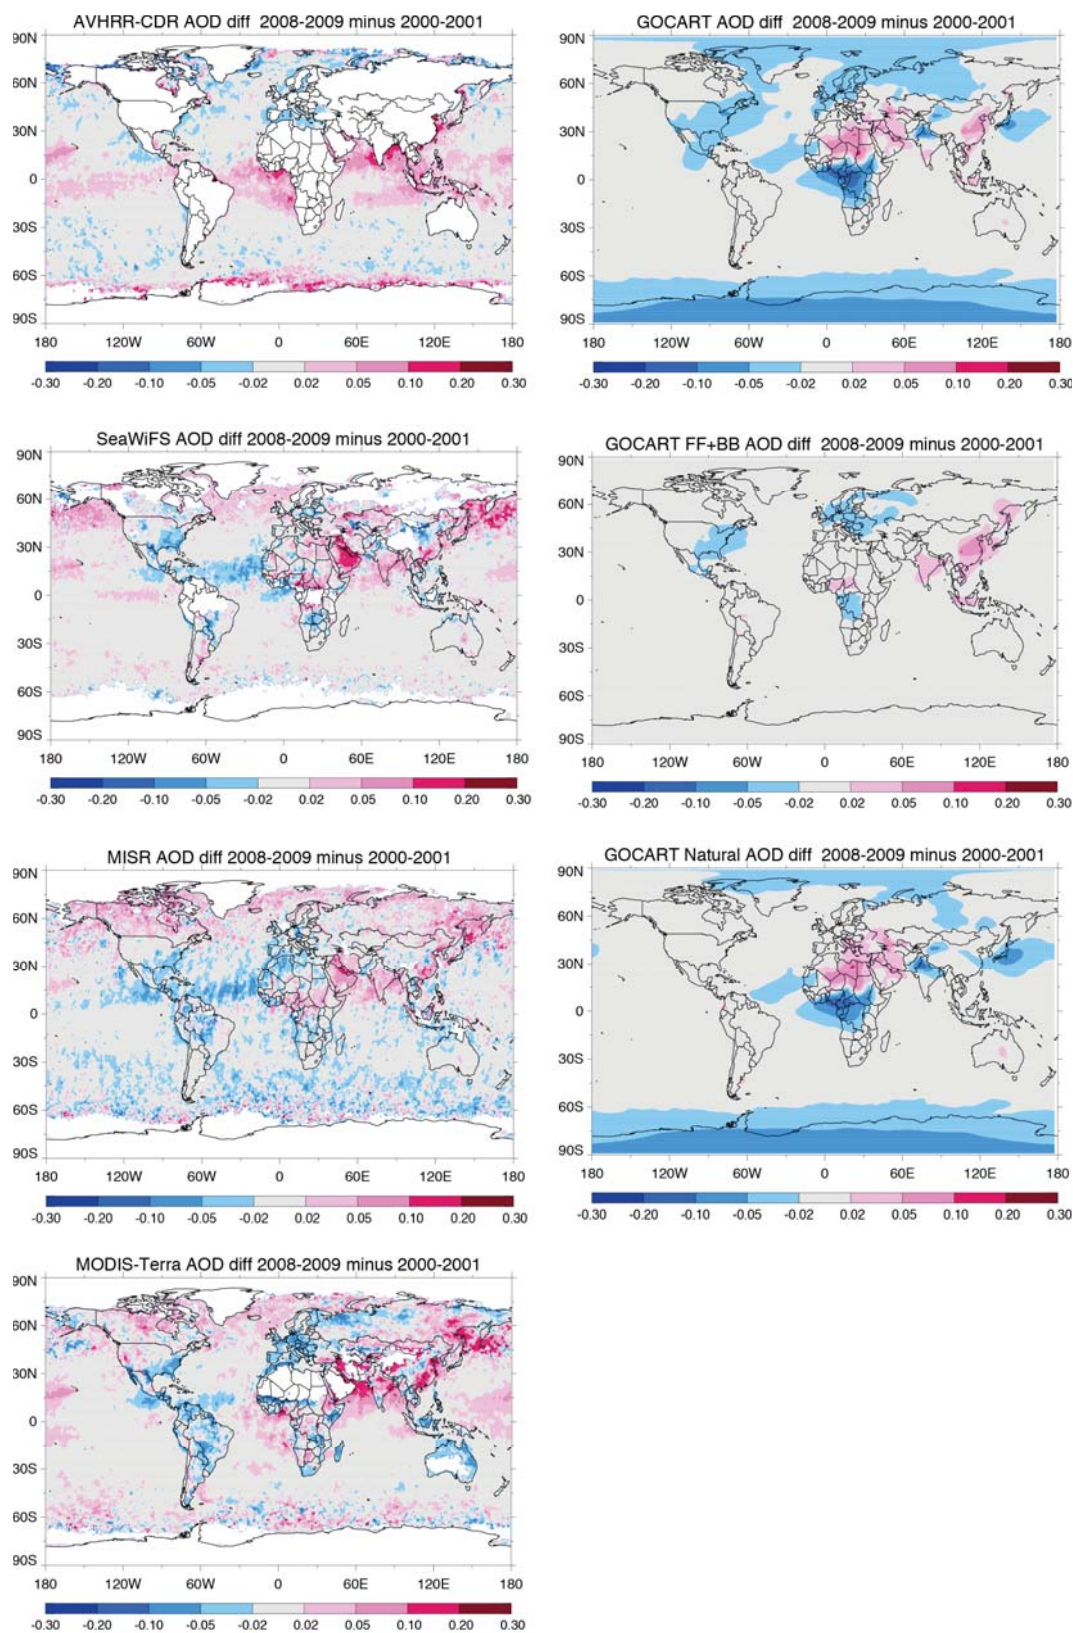 AVHRR-CDR AOD diff 2008-2009 minus 2000-2001
90N
60N
30N
0
30S
60S
90S
180 120W 60W 0 60E 120E 180
-0.30 -0.20 -0.10 -0.05 -0.02 0.02 0.05 0.10 0.20 0.30
GOCART AOD diff 2008-2009 minus 2000-2001
90N
60N
30N
0
30S
60S
90S
180 120W 60W 0 60E 120E 180
-0.30 -0.20 -0.10 -0.05 -0.02 0.02 0.05 0.10 0.20 0.30
SeaWiFS AOD diff 2008-2009 minus 2000-2001
90N
60N
30N
0
30S
60S
90S
180 120W 60W 0 60E 120E 180
-0.30 -0.20 -0.10 -0.05 -0.02 0.02 0.05 0.10 0.20 0.30
GOCART FF+BB AOD diff 2008-2009 minus 2000-2001
90N
60N
30N
0
30S
60S
90S
180 120W 60W 0 60E 120E 180
-0.30 -0.20 -0.10 -0.05 -0.02 0.02 0.05 0.10 0.20 0.30
MISR AOD diff 2008-2009 minus 2000-2001
90N
60N
30N
0
30S
60S
90S
180 120W 60W 0 60E 120E 180
-0.30 -0.20 -0.10 -0.05 -0.02 0.02 0.05 0.10 0.20 0.30
GOCART Natural AOD diff 2008-2009 minus 2000-2001
90N
60N
30N
0
30S
60S
90S
180 120W 60W 0 60E 120E 180
-0.30 -0.20 -0.10 -0.05 -0.02 0.02 0.05 0.10 0.20 0.30
MODIS-Terra AOD diff 2008-2009 minus 2000-2001
90N
60N
30N
0
30S
60S
90S
180 120W 60W 0 60E 120E 180
-0.30 -0.20 -0.10 -0.05 -0.02 0.02 0.05 0.10 0.20 0.30